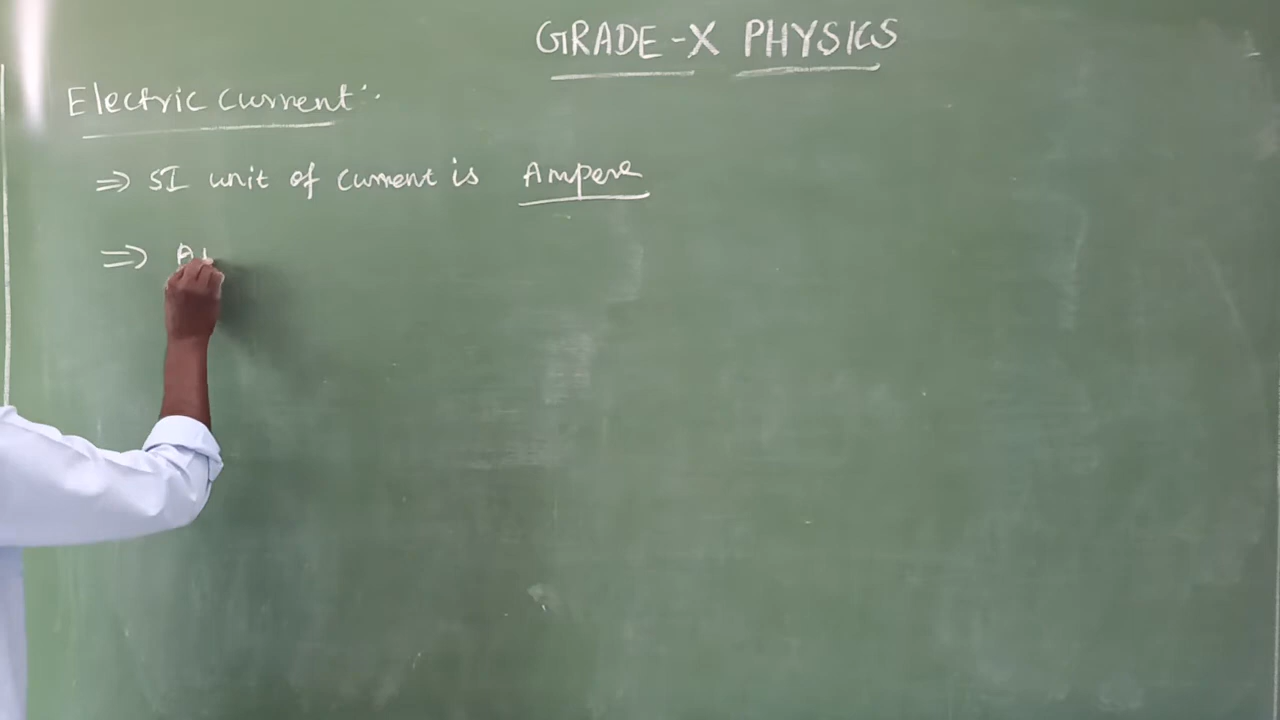 GRADE-X PHYSICS
Electric Current:-
⇒ SI unit of current is Ampere
⇒